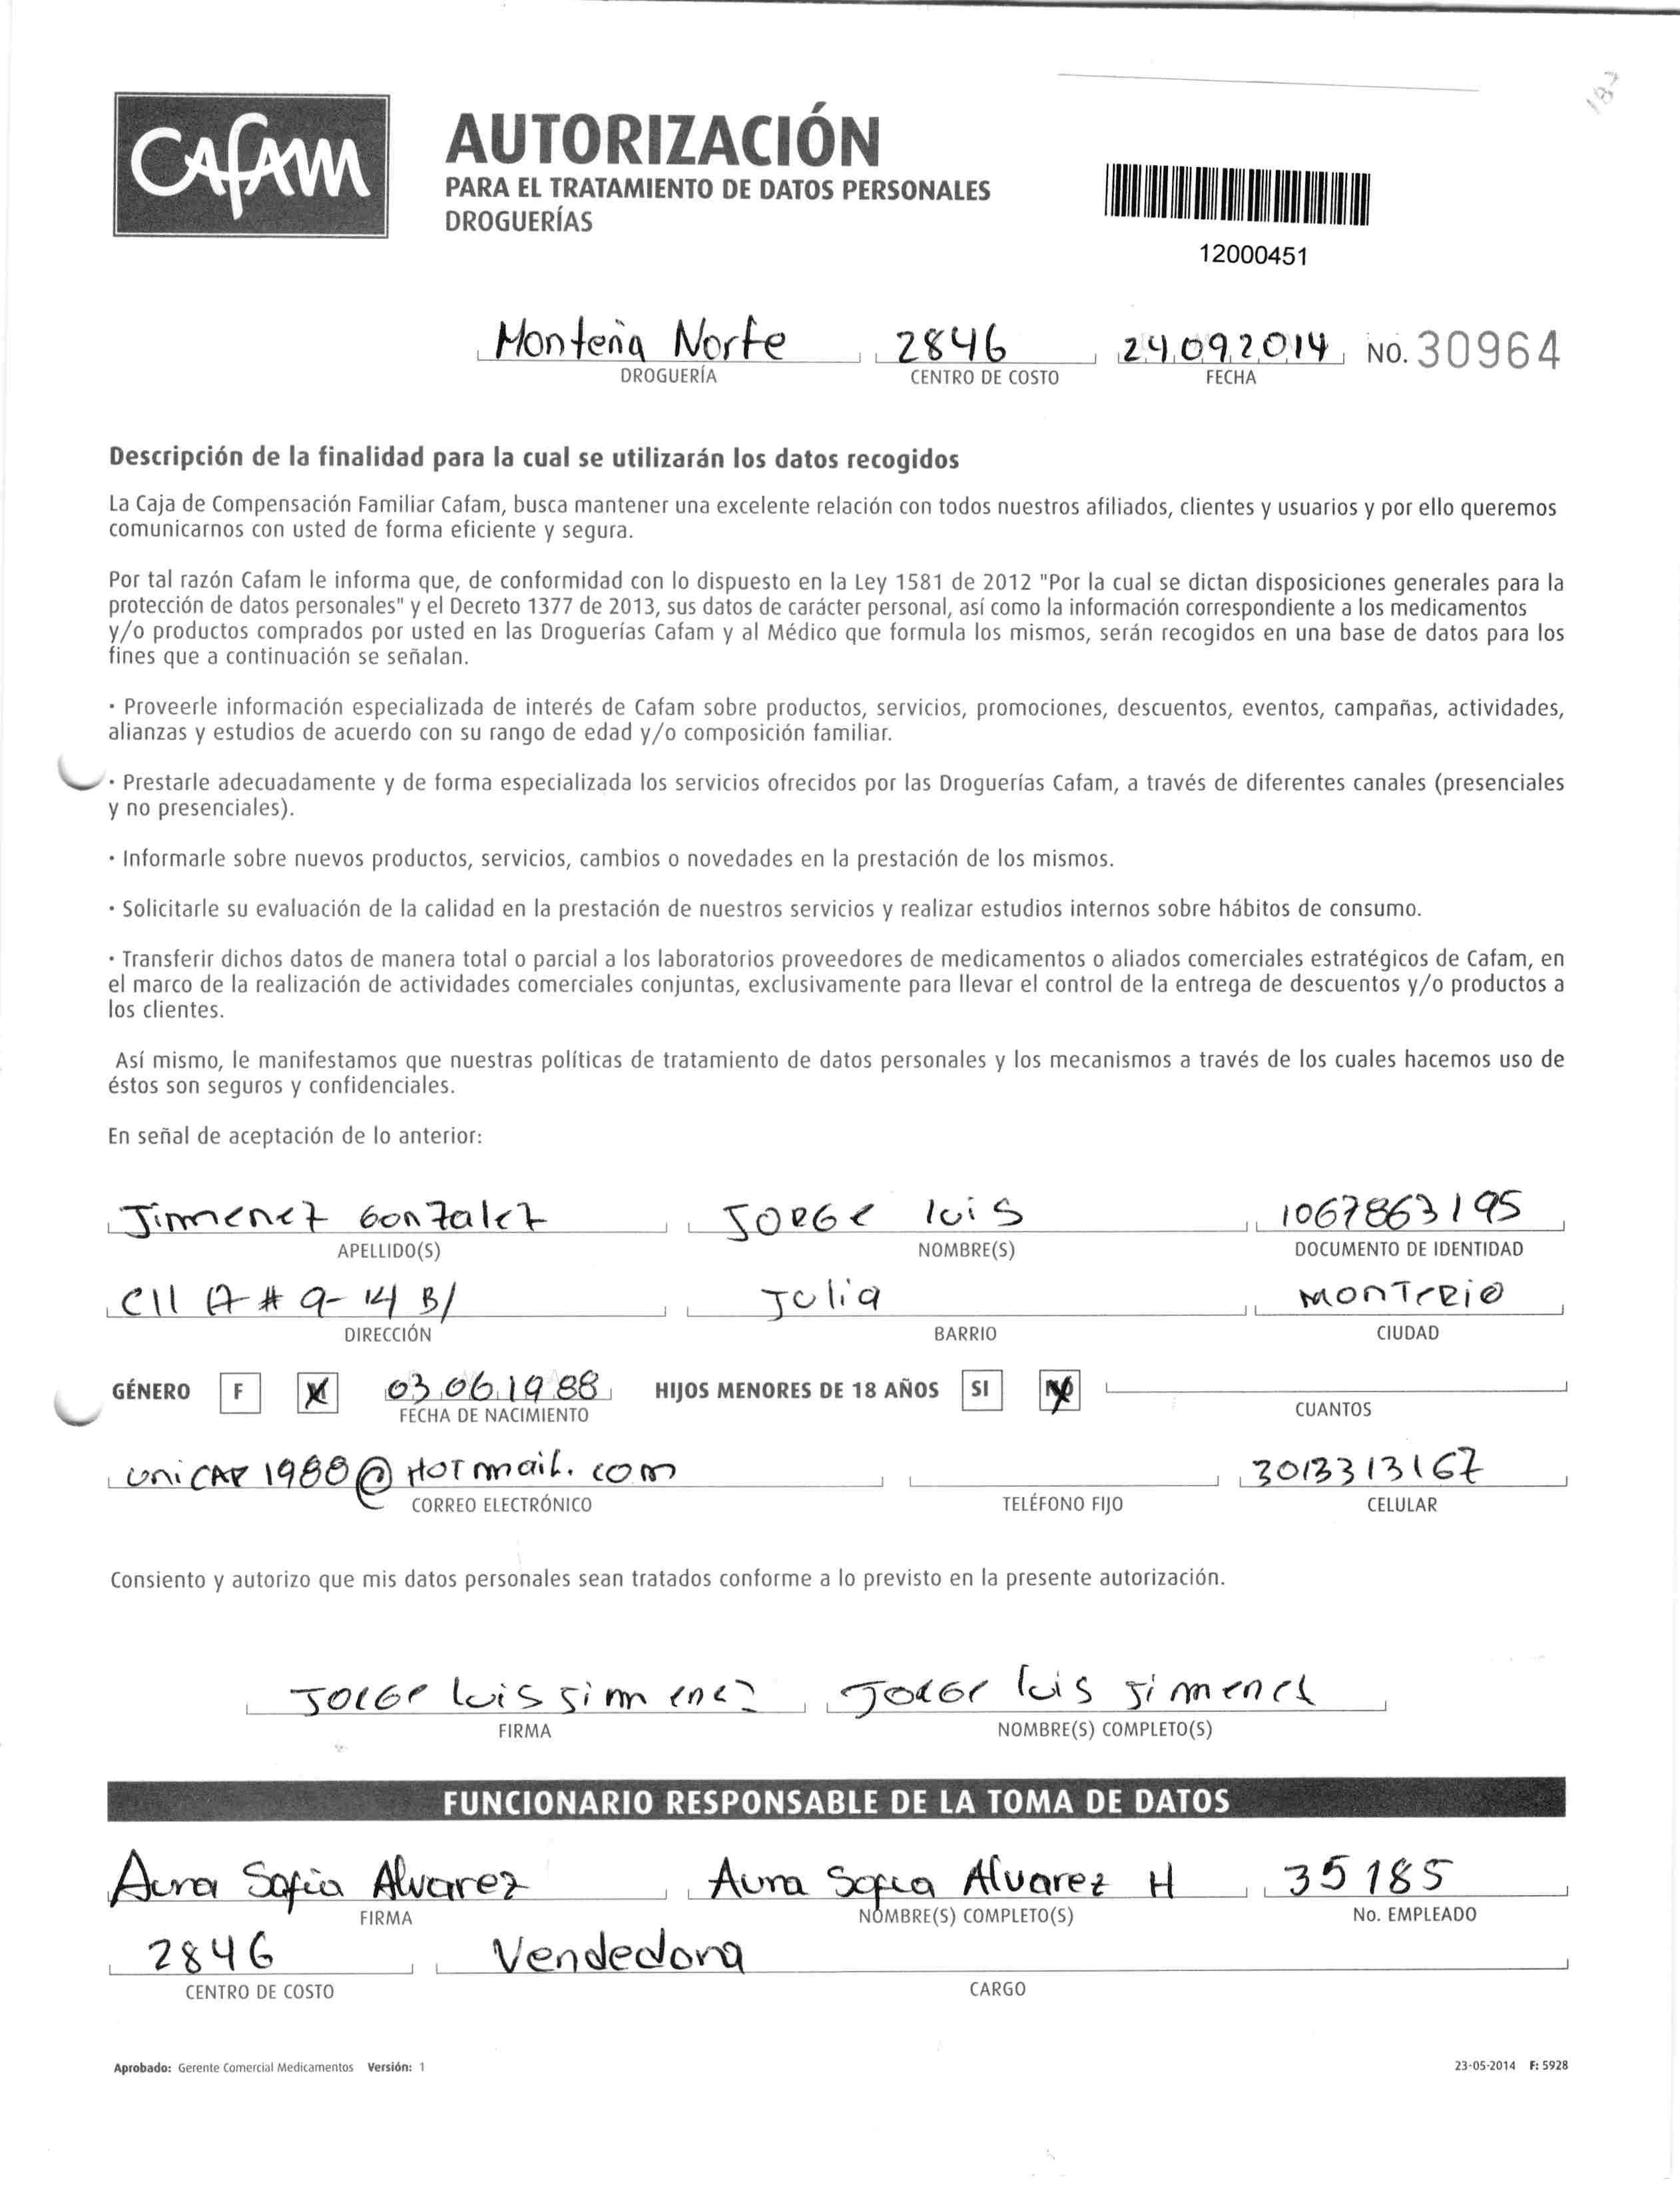 CAFAM
AUTORIZACIÓN
PARA EL TRATAMIENTO DE DATOS PERSONALES
DROGUERÍAS
12000451
187
Montería Norte 2846 24.09.2014 NO. 30964
DROGUERÍA CENTRO DE COSTO FECHA
Descripción de la finalidad para la cual se utilizarán los datos recogidos
La Caja de Compensación Familiar Cafam, busca mantener una excelente relación con todos nuestros afiliados, clientes y usuarios y por ello queremos
comunicarnos con usted de forma eficiente y segura.
Por tal razón Cafam le informa que, de conformidad con lo dispuesto en la Ley 1581 de 2012 "Por la cual se dictan disposiciones generales para la
protección de datos personales" y el Decreto 1377 de 2013, sus datos de carácter personal, así como la información correspondiente a los medicamentos
y/o productos comprados por usted en las Droguerías Cafam y al Médico que formula los mismos, serán recogidos en una base de datos para los
fines que a continuación se señalan.
· Proveerle información especializada de interés de Cafam sobre productos, servicios, promociones, descuentos, eventos, campañas, actividades,
alianzas y estudios de acuerdo con su rango de edad y/o composición familiar.
· Prestarle adecuadamente y de forma especializada los servicios ofrecidos por las Droguerías Cafam, a través de diferentes canales (presenciales
y no presenciales).
· Informarle sobre nuevos productos, servicios, cambios o novedades en la prestación de los mismos.
· Solicitarle su evaluación de la calidad en la prestación de nuestros servicios y realizar estudios internos sobre hábitos de consumo.
· Transferir dichos datos de manera total o parcial a los laboratorios proveedores de medicamentos o aliados comerciales estratégicos de Cafam, en
el marco de la realización de actividades comerciales conjuntas, exclusivamente para llevar el control de la entrega de descuentos y/o productos a
los clientes.
Así mismo, le manifestamos que nuestras políticas de tratamiento de datos personales y los mecanismos a través de los cuales hacemos uso de
éstos son seguros y confidenciales.
En señal de aceptación de lo anterior:
Jimenez Gonzalez JORGE luis 1067863195
APELLIDO(S) NOMBRE(S) DOCUMENTO DE IDENTIDAD
Cll # 9-14 B/ Julia
DIRECCIÓN BARRIO CIUDAD
GÉNERO F M 03.06.1988 HIJOS MENORES DE 18 AÑOS SI NO
FECHA DE NACIMIENTO CUANTOS
uniCAR1988@Hotmail.com 3013313167
CORREO ELECTRÓNICO TELÉFONO FIJO CELULAR
Consiento y autorizo que mis datos personales sean tratados conforme a lo previsto en la presente autorización.
JORGE luis jimenez JORGE luis jimenez
FIRMA NOMBRE(S) COMPLETO(S)
FUNCIONARIO RESPONSABLE DE LA TOMA DE DATOS
Aura Sofia Alvarez Aura Sofia Alvarez H 35185
FIRMA NOMBRE(S) COMPLETO(S) No. EMPLEADO
2846 Vendedora
CENTRO DE COSTO CARGO
Aprobado: Gerente Comercial Medicamentos Versión: 1 23-05-2014 F: 5928